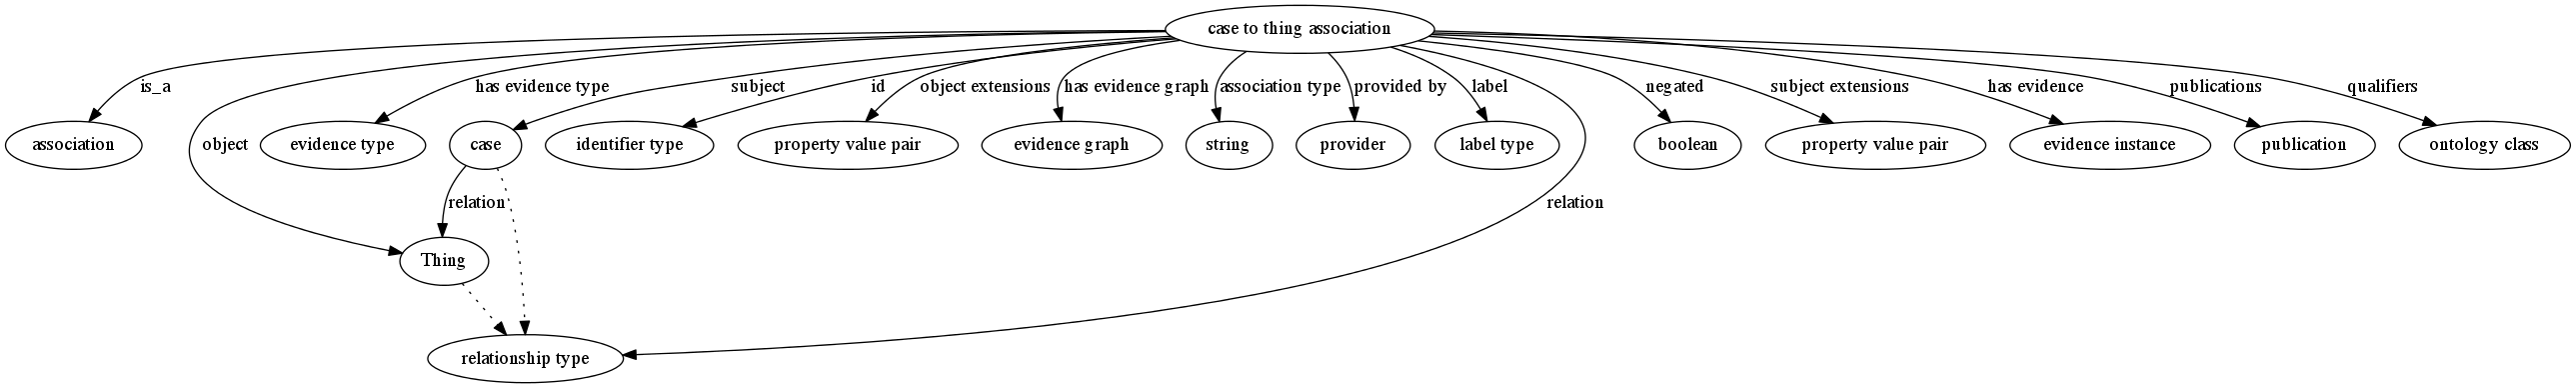 case to thing association
is_a
has evidence type
subject
id
object extensions
has evidence graph
association type
provided by
label
negated
subject extensions
has evidence
publications
qualifiers
association
object
evidence type
case
identifier type
property value pair
evidence graph
string
provider
label type
boolean
property value pair
evidence instance
publication
ontology class
relation
relation
Thing
relationship type